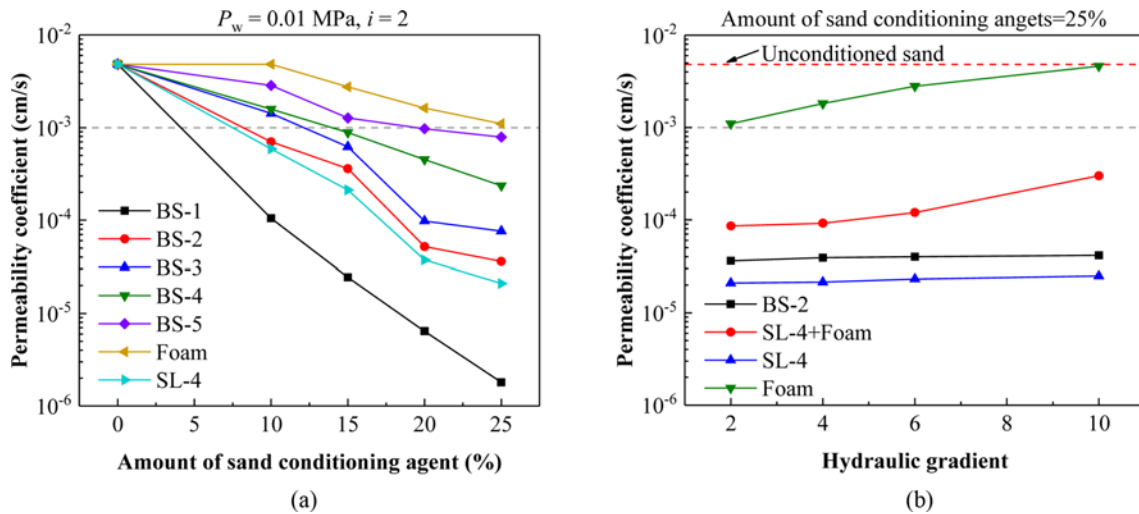 P_w = 0.01 MPa, i = 2
Permeability coefficient (cm/s)
10^-2
10^-3
10^-4
10^-5
10^-6
BS-1
BS-2
BS-3
BS-4
BS-5
Foam
SL-4
0 5 10 15 20 25
Amount of sand conditioning agent (%)
(a)
Amount of sand conditioning angets=25%
Permeability coefficient (cm/s)
10^-2
Unconditioned sand
10^-3
10^-4
10^-5
10^-6
BS-2
SL-4+Foam
SL-4
Foam
2 4 6 8 10
Hydraulic gradient
(b)